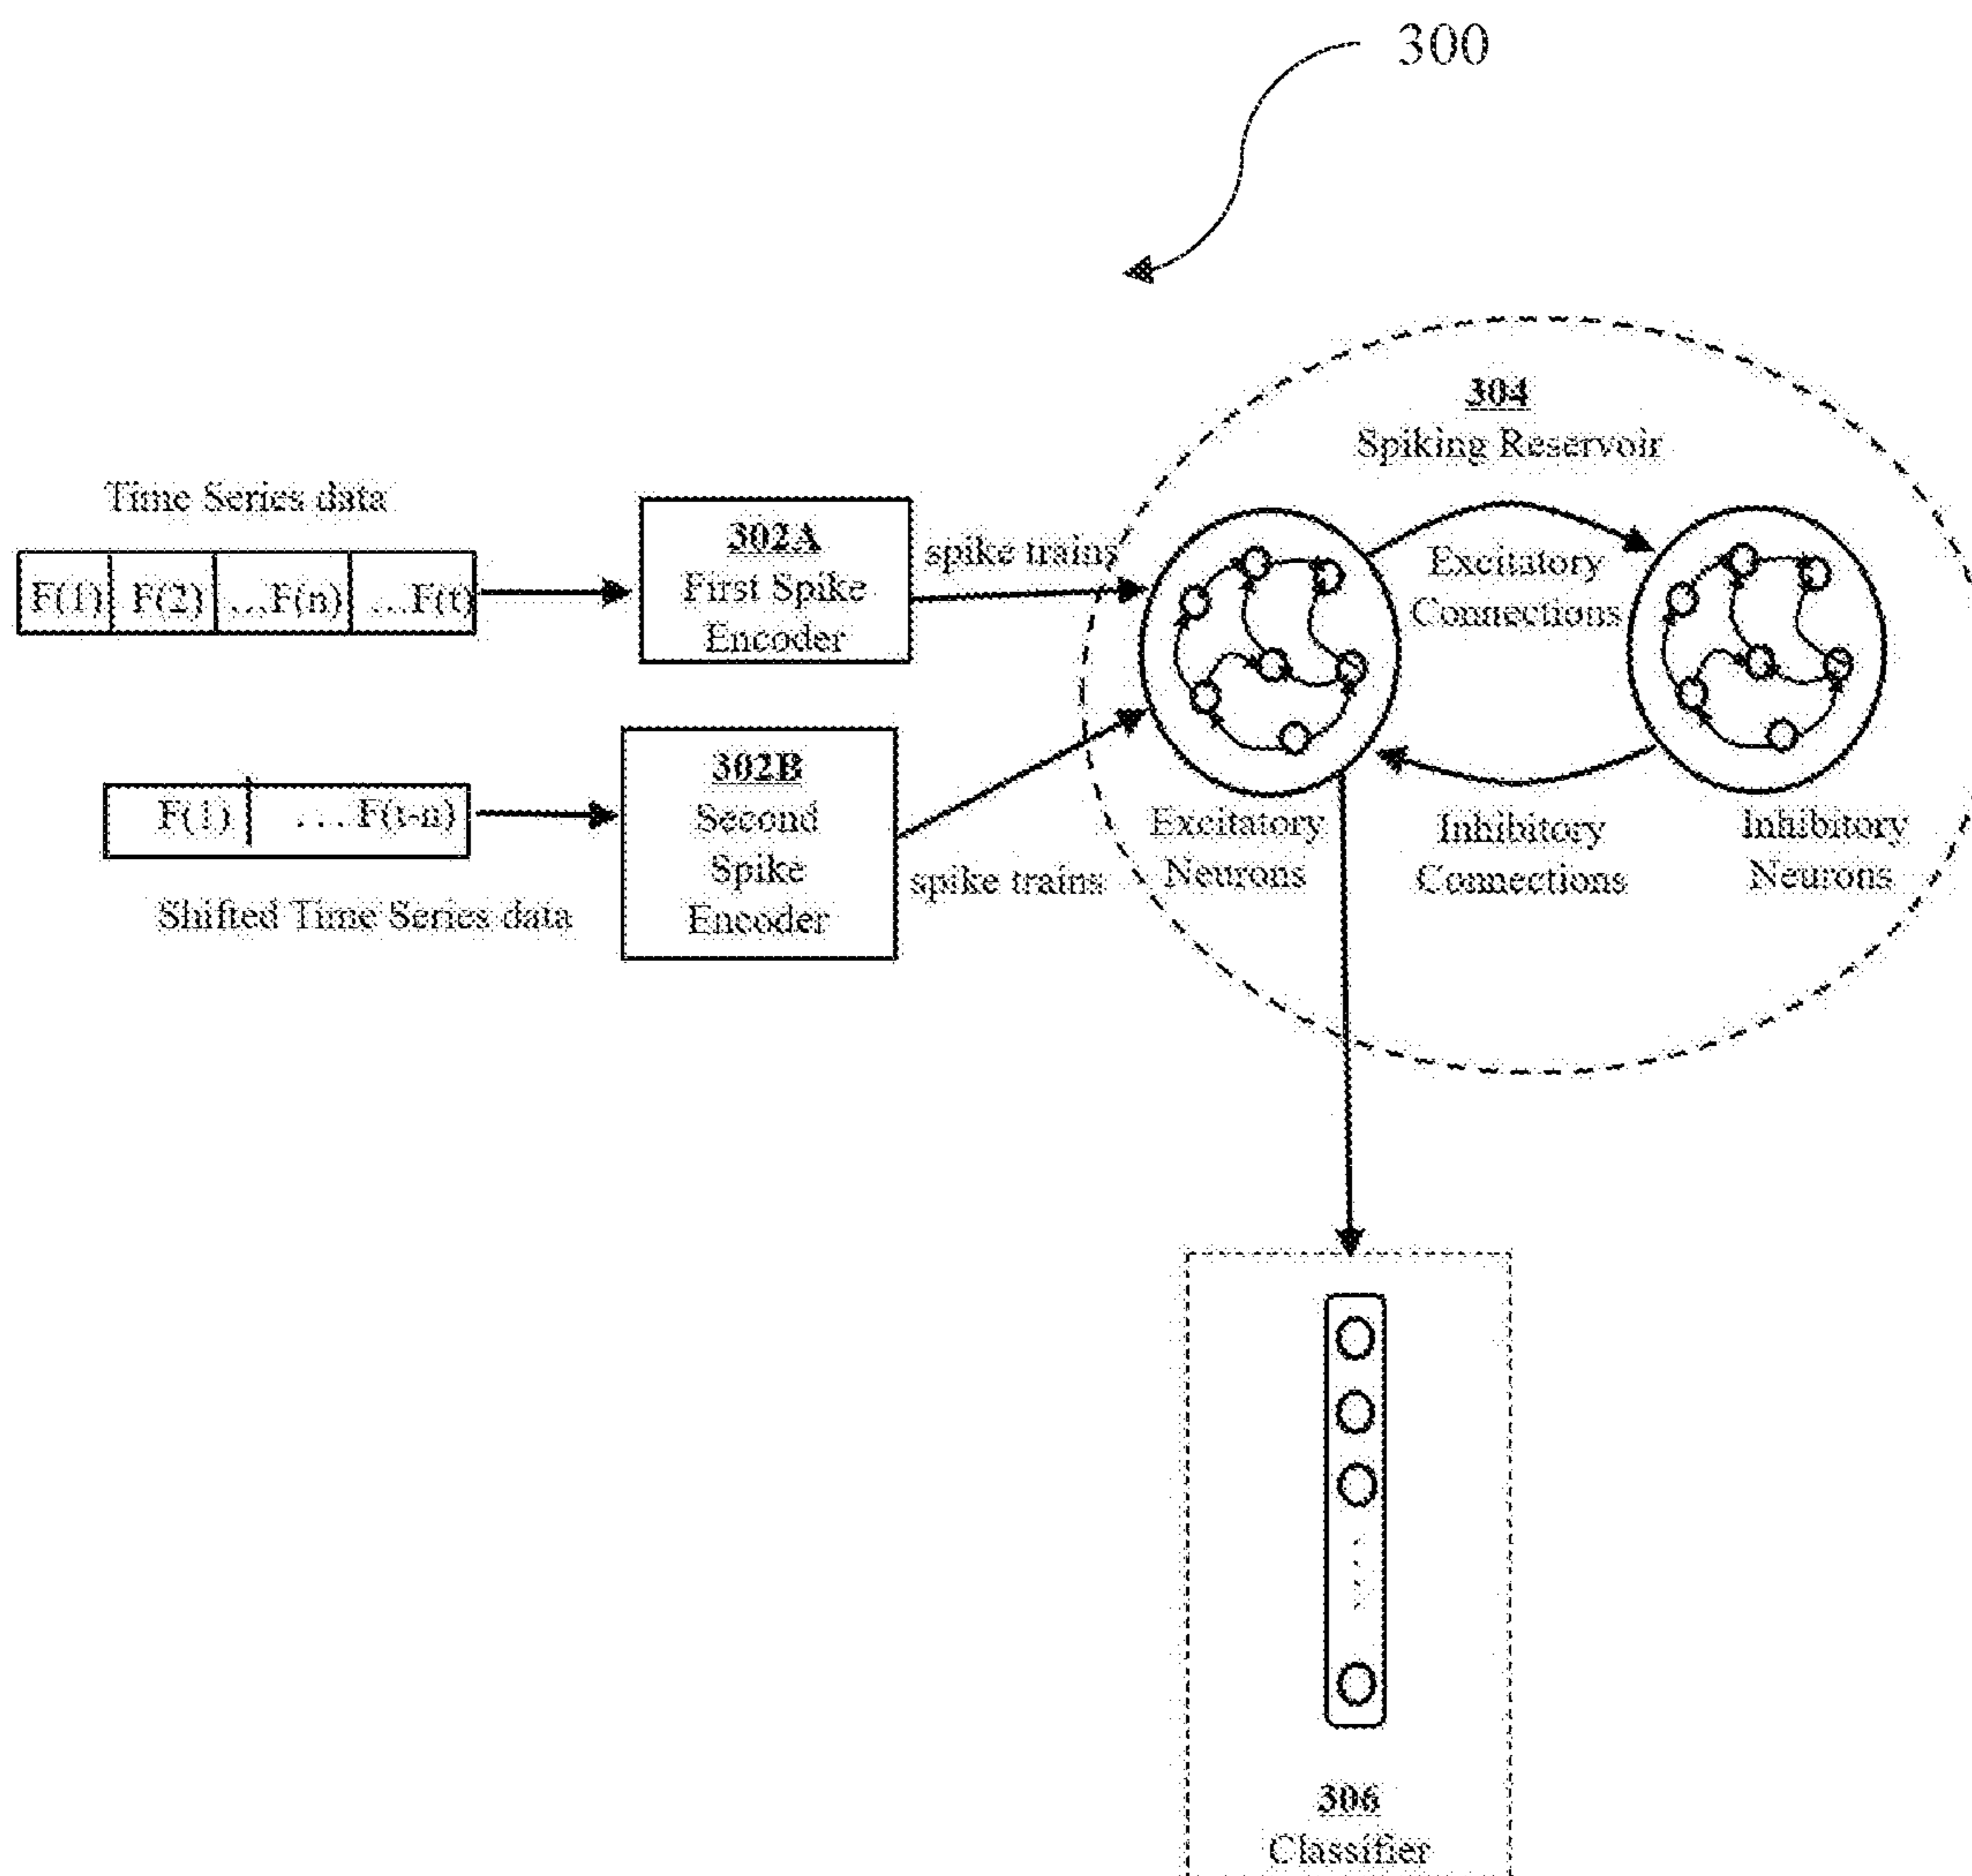 300
304
Spiking Reservoir
Time Series data
F(1) F(2) ...F(n) ...F(t)
302A
First Spike
Encoder
spike trains
Excitatory
Connections
F(1) ... F(t-n)
Shifted Time Series data
302B
Second
Spike
Encoder
spike trains
Excitatory
Neurons
Inhibitory
Connections
Inhibitory
Neurons
306
Classifier